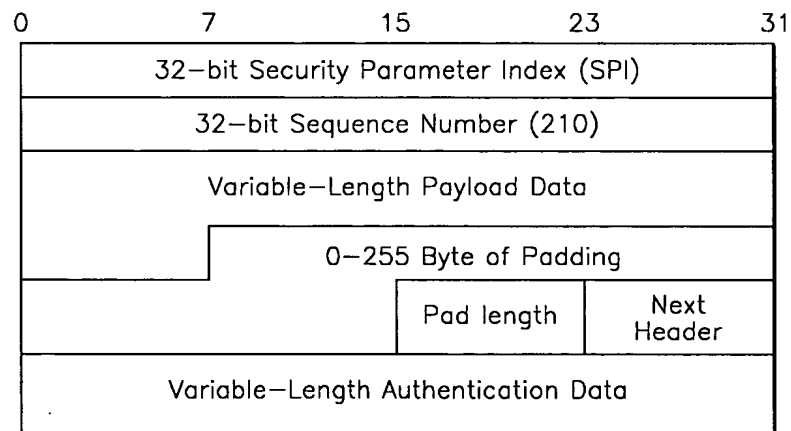 0 7 15 23 31
32-bit Security Parameter Index (SPI)
32-bit Sequence Number (210)
Variable-Length Payload Data
0-255 Byte of Padding
Pad length
Next
Header
Variable-Length Authentication Data